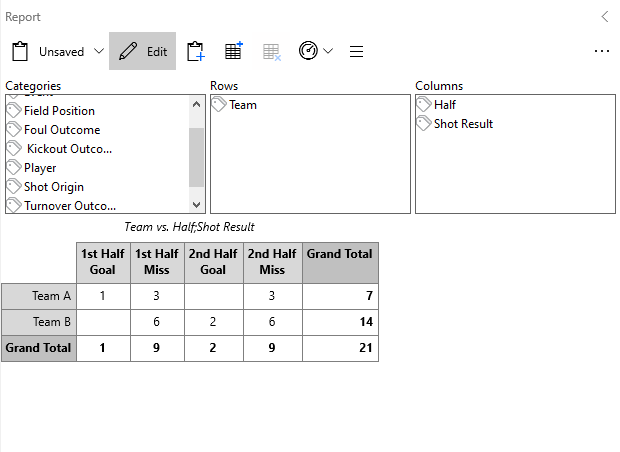 Report
Unsaved
Edit
Categories
Rows
Columns
Field Position
Foul Outcome
Kickout Outco...
Player
Shot Origin
Turnover Outco...
Team
Half
Shot Result
Team vs. Half;Shot Result
1st Half Goal 1st Half Miss 2nd Half Goal 2nd Half Miss Grand Total
Team A 1 3 3 7
Team B 6 2 6 14
Grand Total 1 9 2 9 21